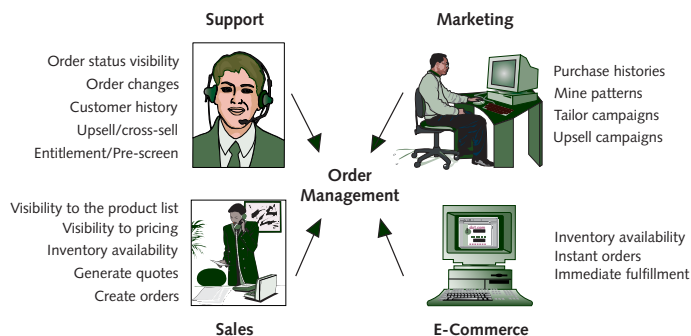 Support
Order status visibility
Order changes
Customer history
Upsell/cross-sell
Entitlement/Pre-screen
Marketing
Purchase histories
Mine patterns
Tailor campaigns
Upsell campaigns
Order
Management
Visibility to the product list
Visibility to pricing
Inventory availability
Generate quotes
Create orders
Sales
Inventory availability
Instant orders
Immediate fulfillment
E-Commerce